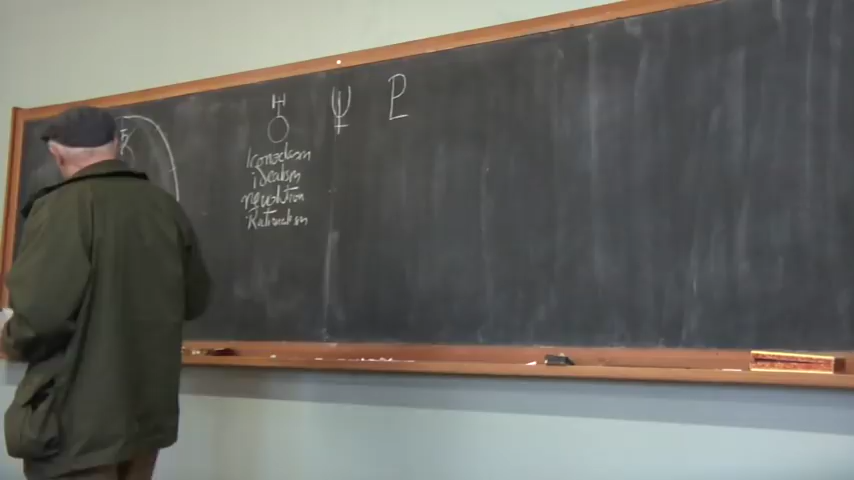 ♅ ♆ ♇
Iconoclasm
idealism
revolution
Rationalism